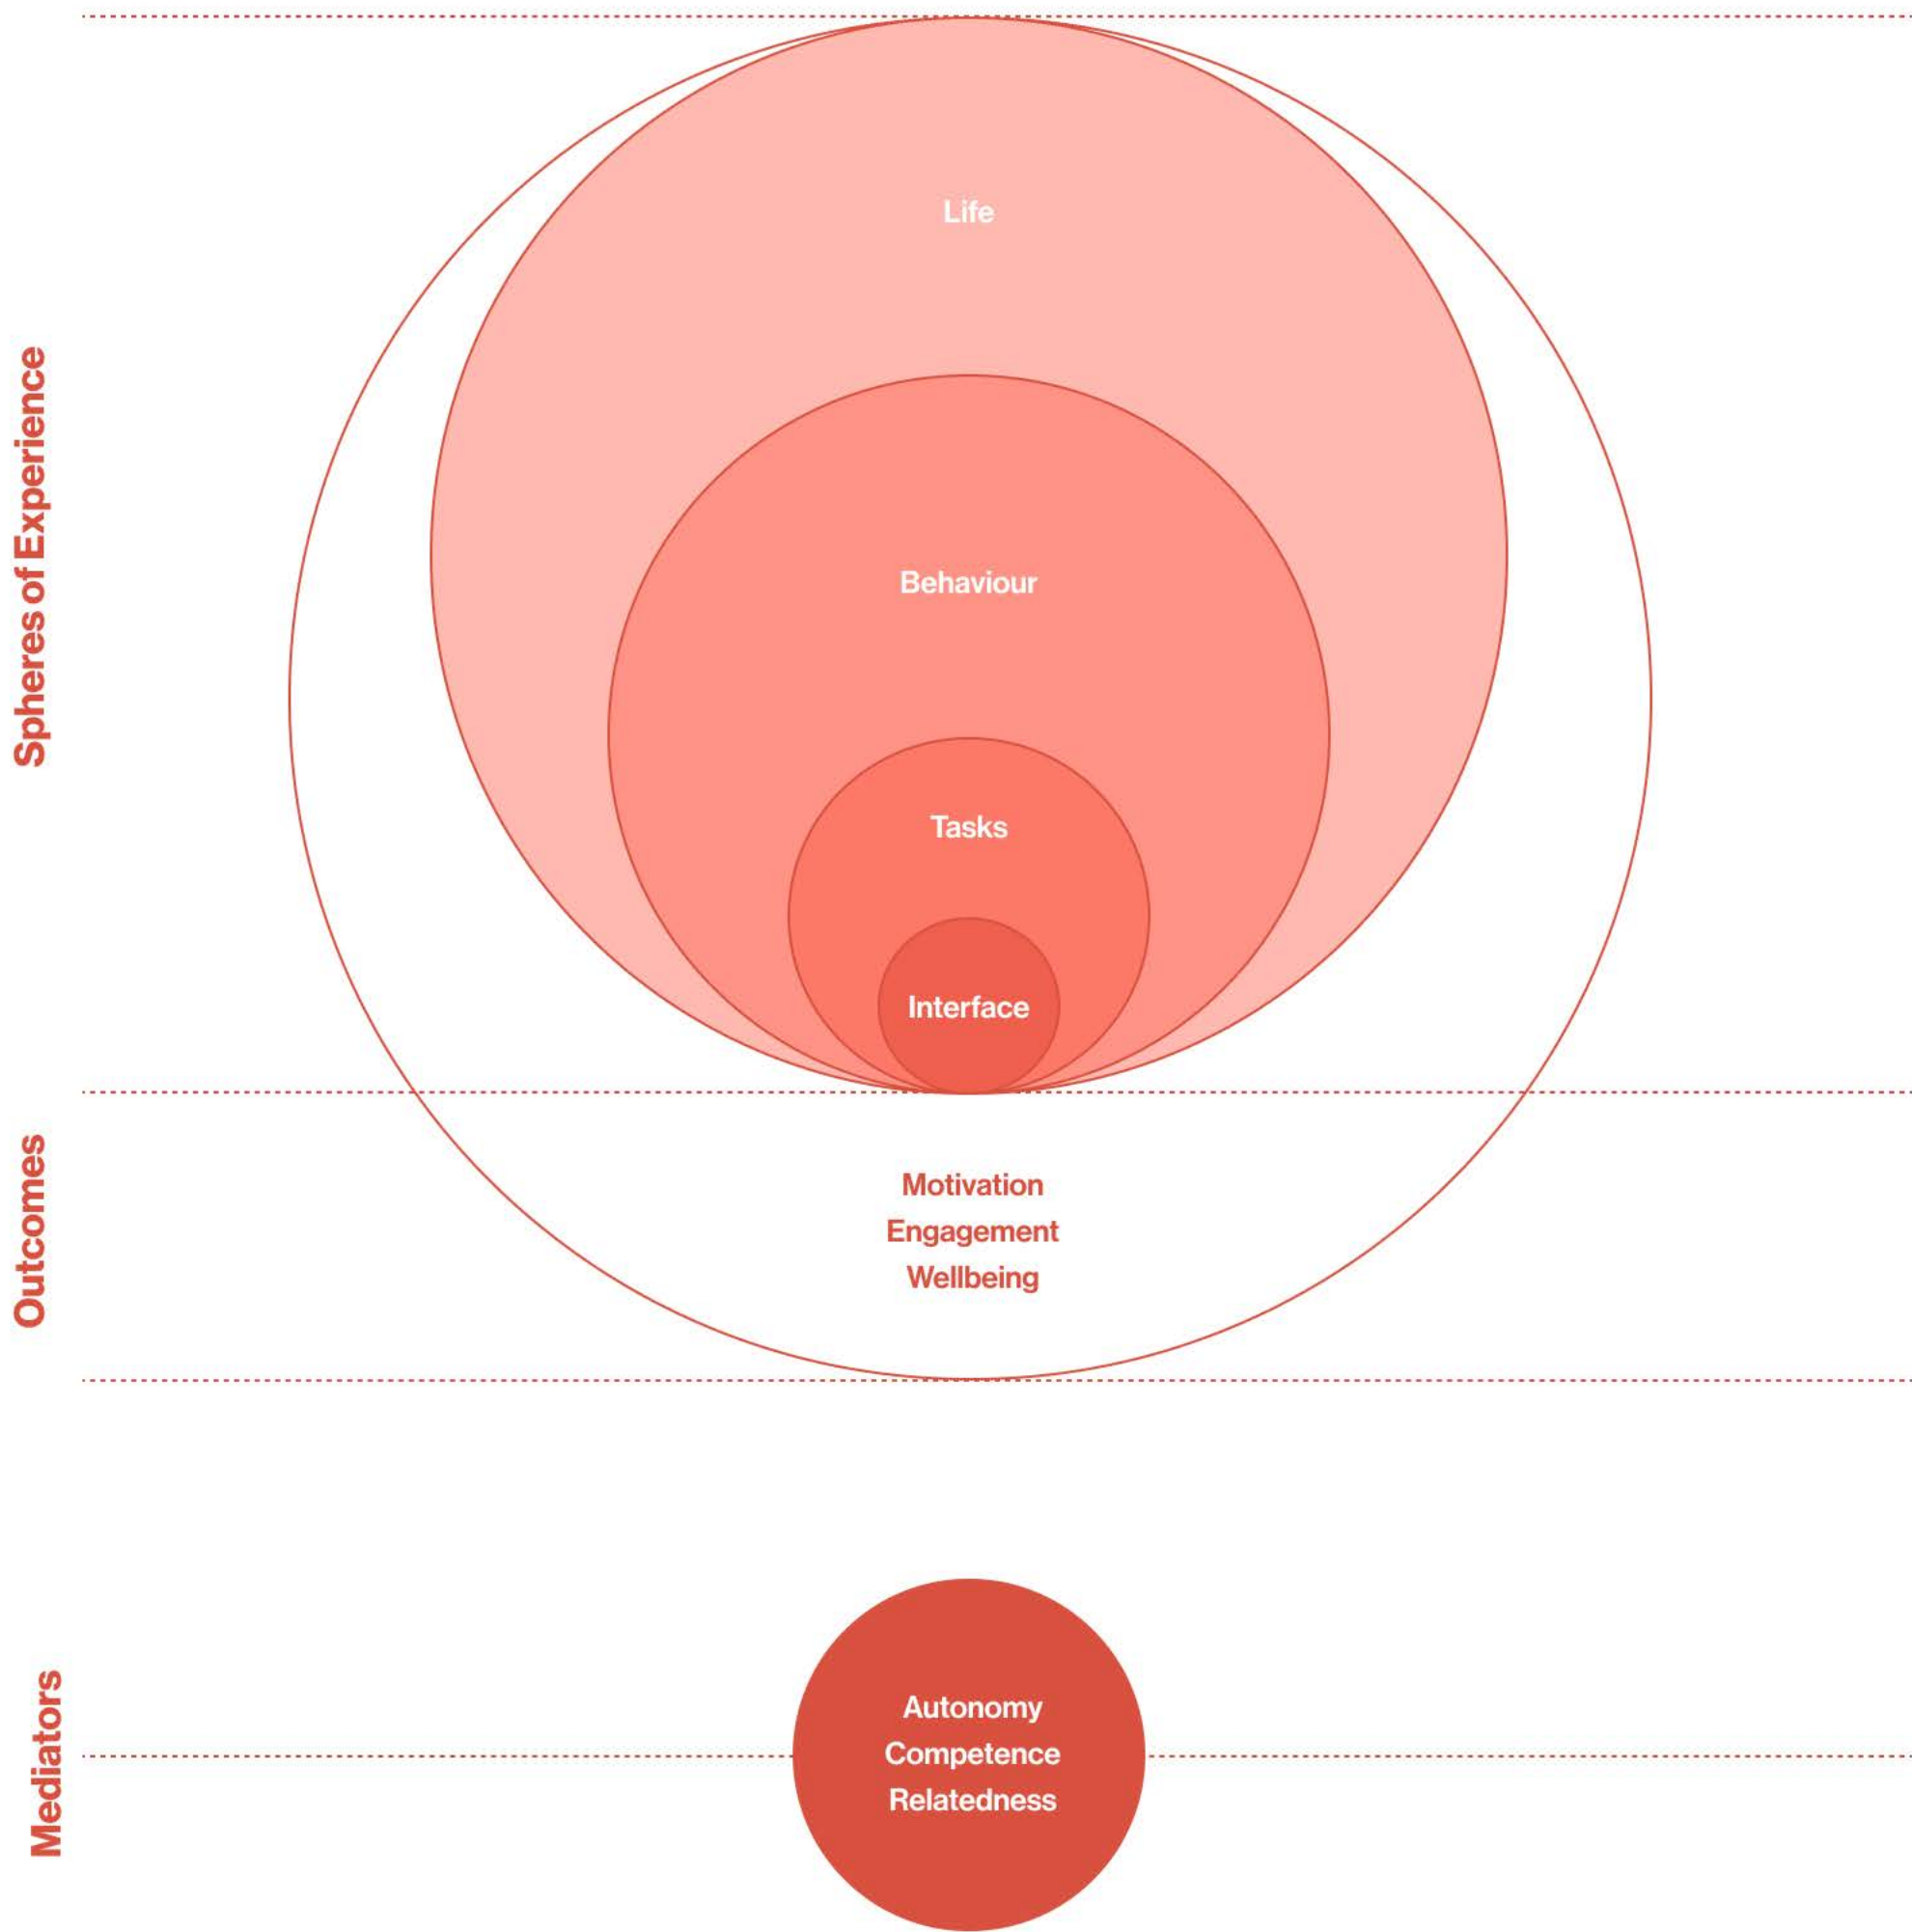 Spheres of Experience
Life
Behaviour
Tasks
Interface
Outcomes
Motivation
Engagement
Wellbeing
Mediators
Autonomy
Competence
Relatedness